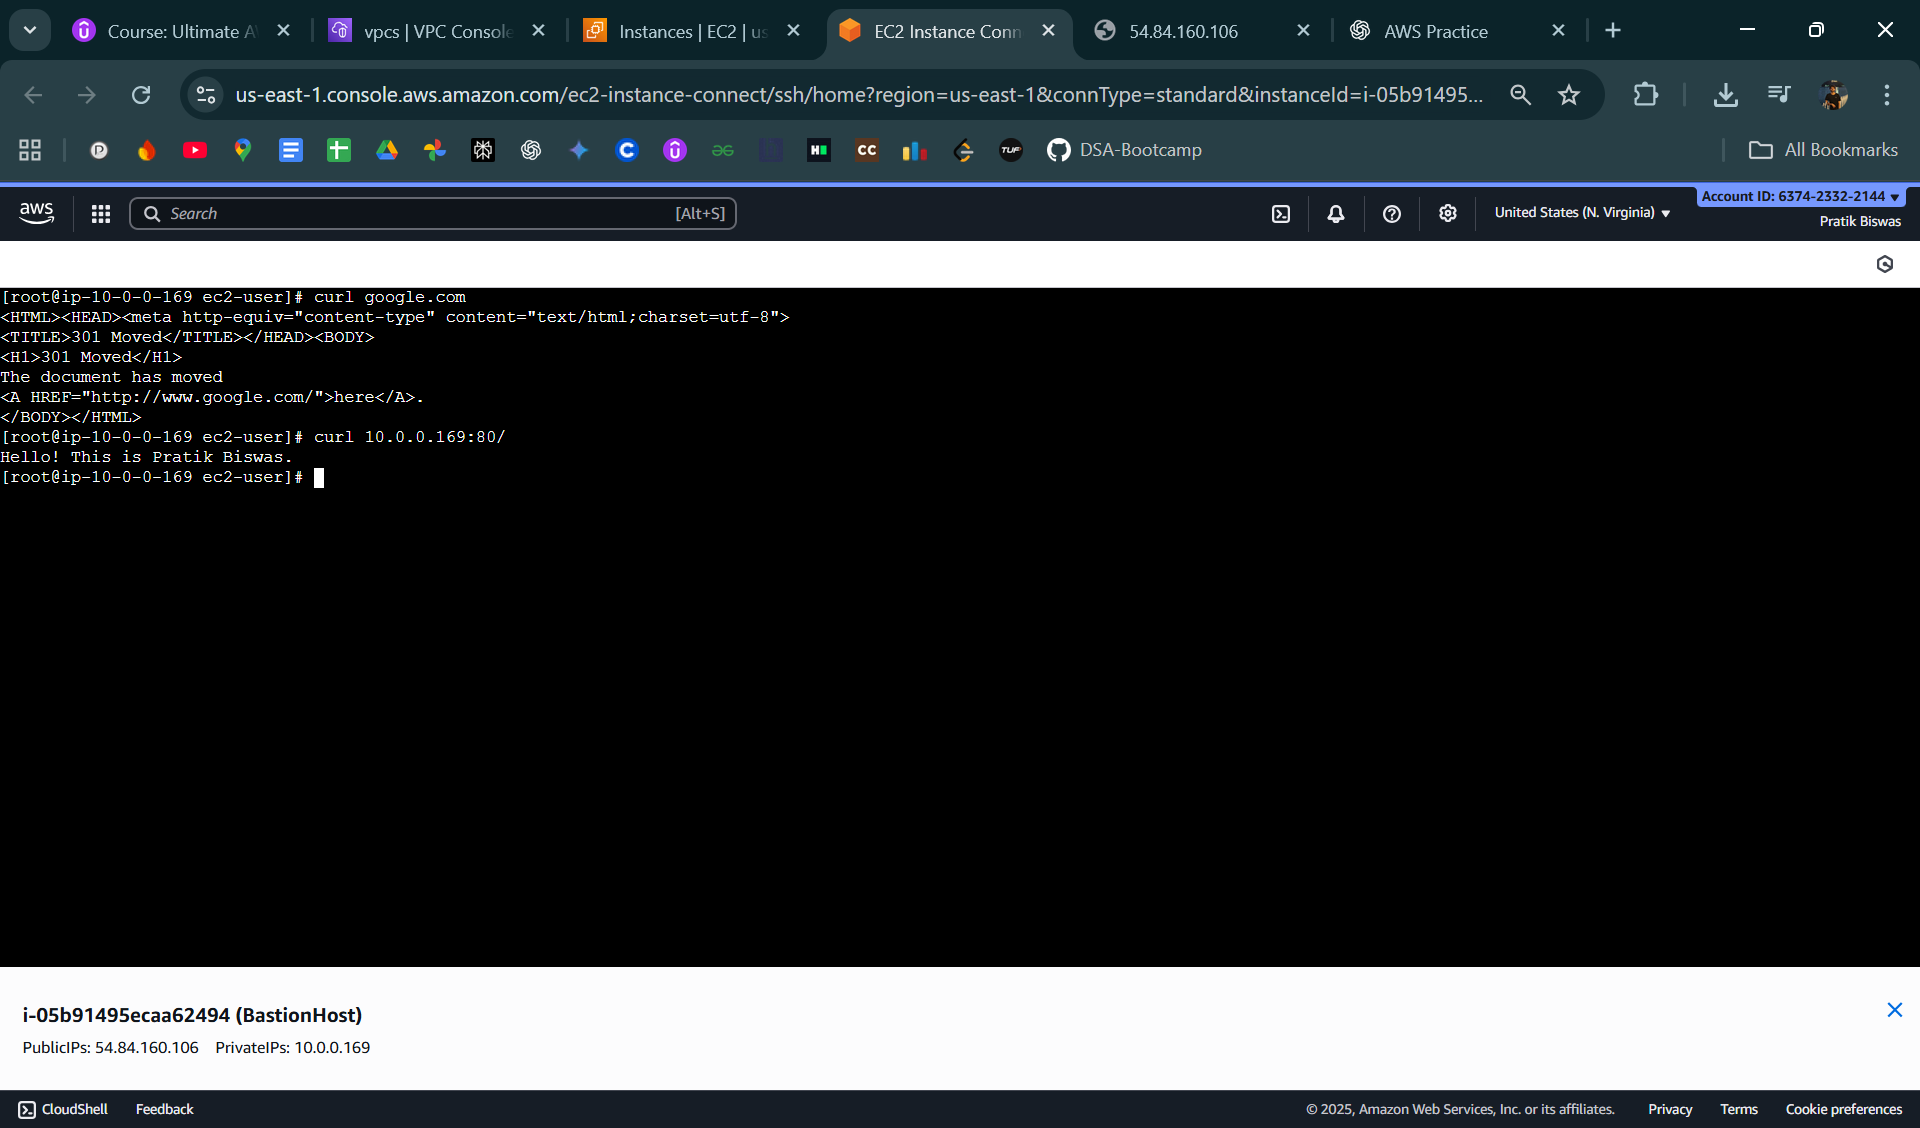 Course: Ultimate A
vpcs | VPC Console
Instances | EC2 | us
EC2 Instance Conn
54.84.160.106
AWS Practice
us-east-1.console.aws.amazon.com/ec2-instance-connect/ssh/home?region=us-east-1&connType=standard&instanceId=i-05b91495...
DSA-Bootcamp
All Bookmarks
aws
Search
[Alt+S]
United States (N. Virginia)
Account ID: 6374-2332-2144
Pratik Biswas
[root@ip-10-0-0-169 ec2-user]# curl google.com
<HTML><HEAD><meta http-equiv="content-type" content="text/html;charset=utf-8">
<TITLE>301 Moved</TITLE></HEAD><BODY>
<H1>301 Moved</H1>
The document has moved
<A HREF="http://www.google.com/">here</A>.
</BODY></HTML>
[root@ip-10-0-0-169 ec2-user]# curl 10.0.0.169:80/
Hello! This is Pratik Biswas.
[root@ip-10-0-0-169 ec2-user]#
i-05b91495ecaa62494 (BastionHost)
PublicIPs: 54.84.160.106 PrivateIPs: 10.0.0.169
CloudShell
Feedback
© 2025, Amazon Web Services, Inc. or its affiliates.
Privacy
Terms
Cookie preferences